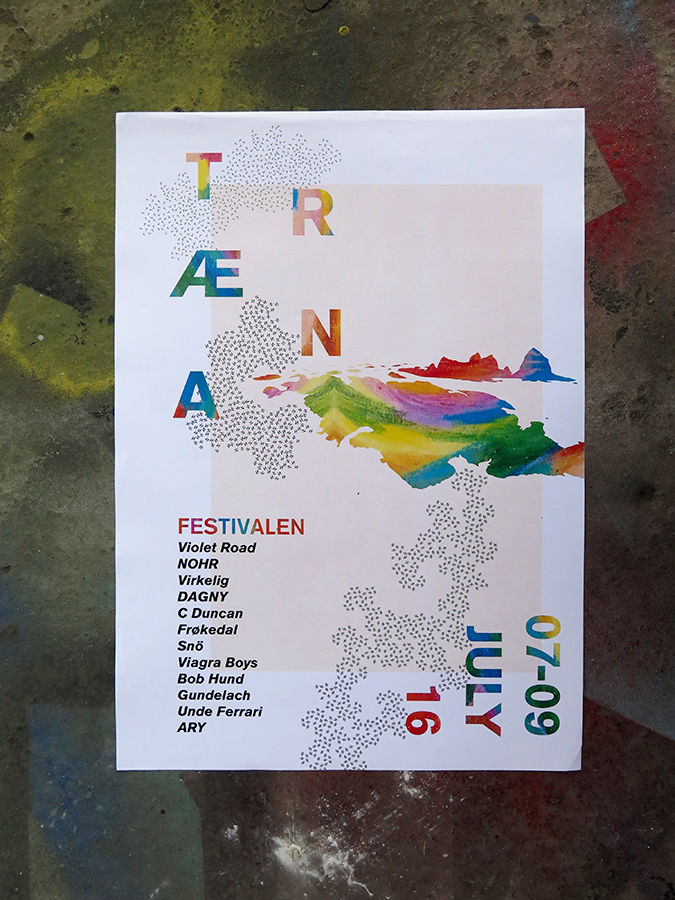 TRÆNA
FESTIVALEN
Violet Road
NOHR
Virkelig
DAGNY
C Duncan
Frøkedal
Snö
Viagra Boys
Bob Hund
Gundelach
Unde Ferrari
ARY
07-09
JULY
16